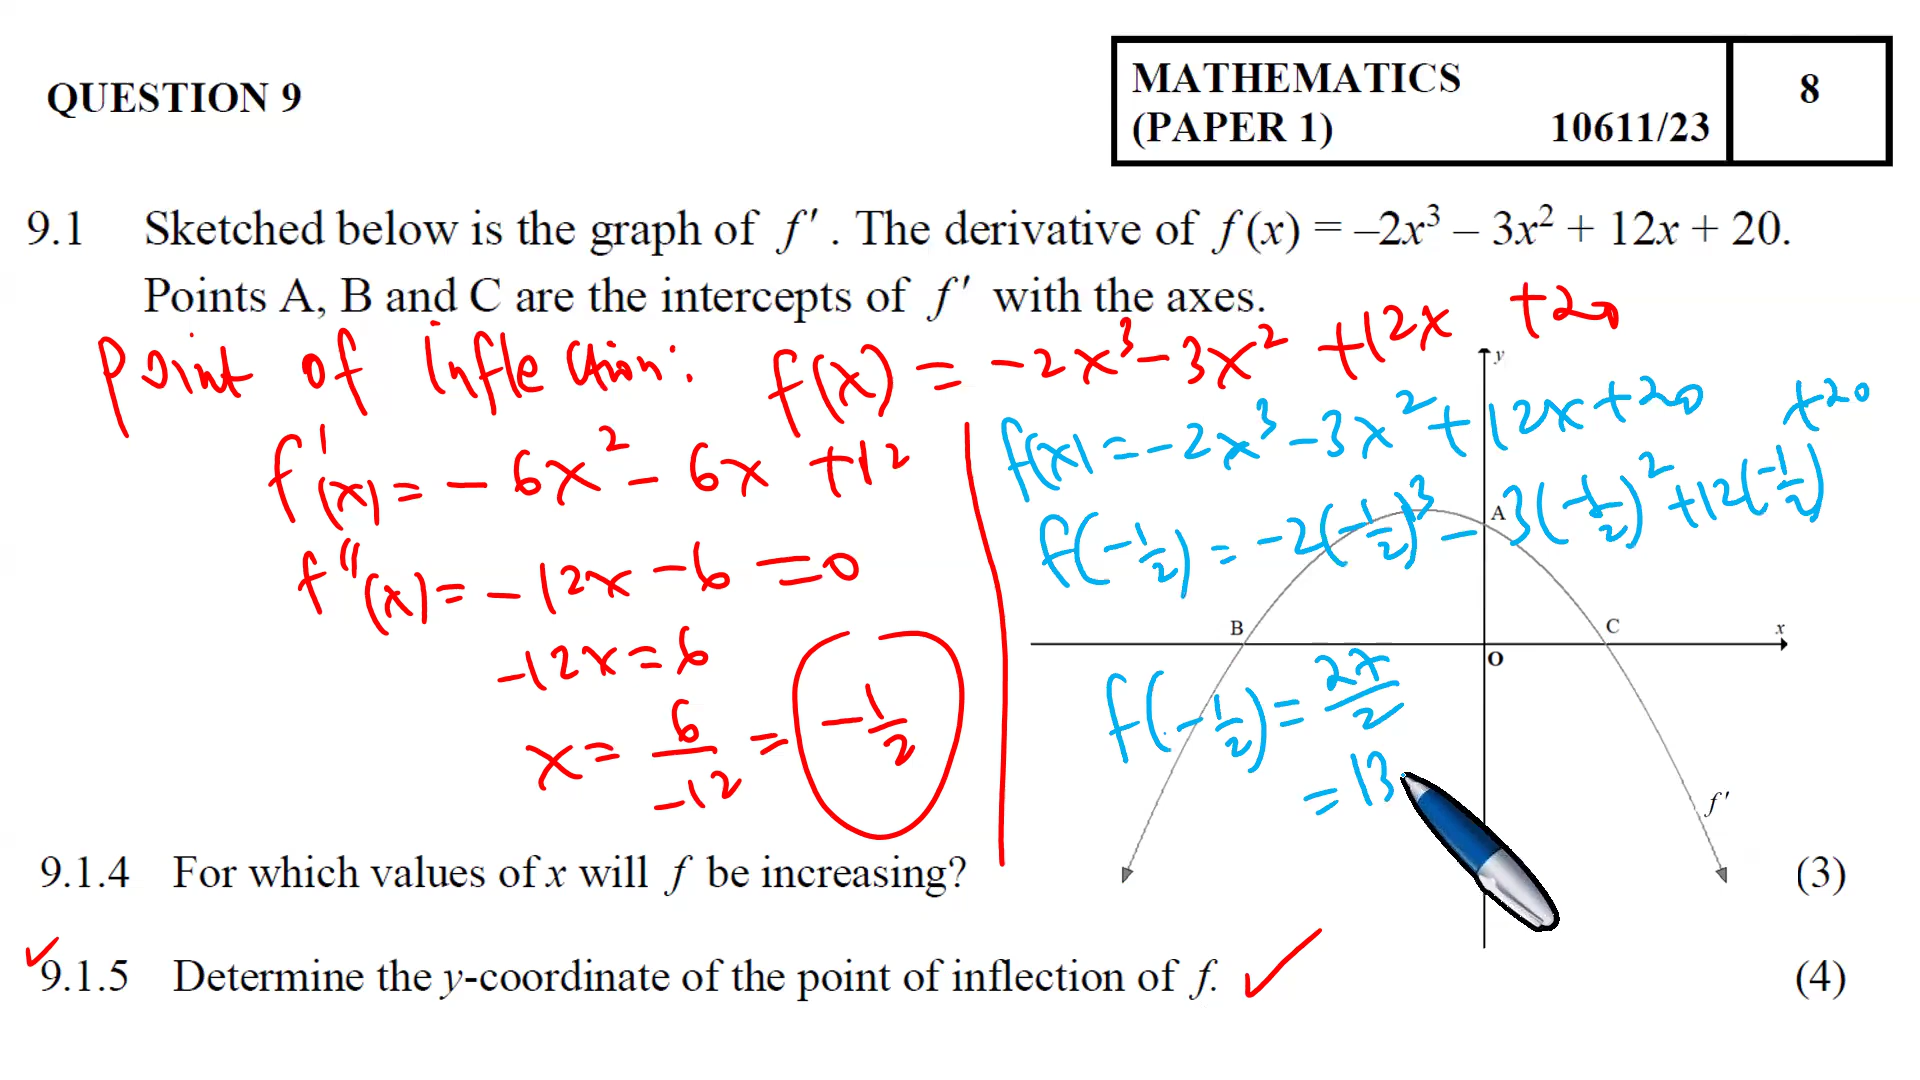 QUESTION 9
MATHEMATICS
(PAPER 1) 10611/23
8
9.1 Sketched below is the graph of f′. The derivative of f(x) = –2x³ – 3x² + 12x + 20.
Points A, B and C are the intercepts of f′ with the axes.
Point of inflection: f(x) = -2x³ - 3x² + 12x + 20
f'(x) = - 6x² - 6x + 12
f''(x) = - 12x - 6 = 0
-12x = 6
x = 6/-12 = -1/2
f(x) = -2x³ - 3x² + 12x + 20
f(-1/2) = -2(-1/2)³ - 3(-1/2)² + 12(-1/2) + 20
f(-1/2) = 27/2
= 13
y
A
B
C
x
O
f′
9.1.4 For which values of x will f be increasing? (3)
9.1.5 Determine the y-coordinate of the point of inflection of f. (4)